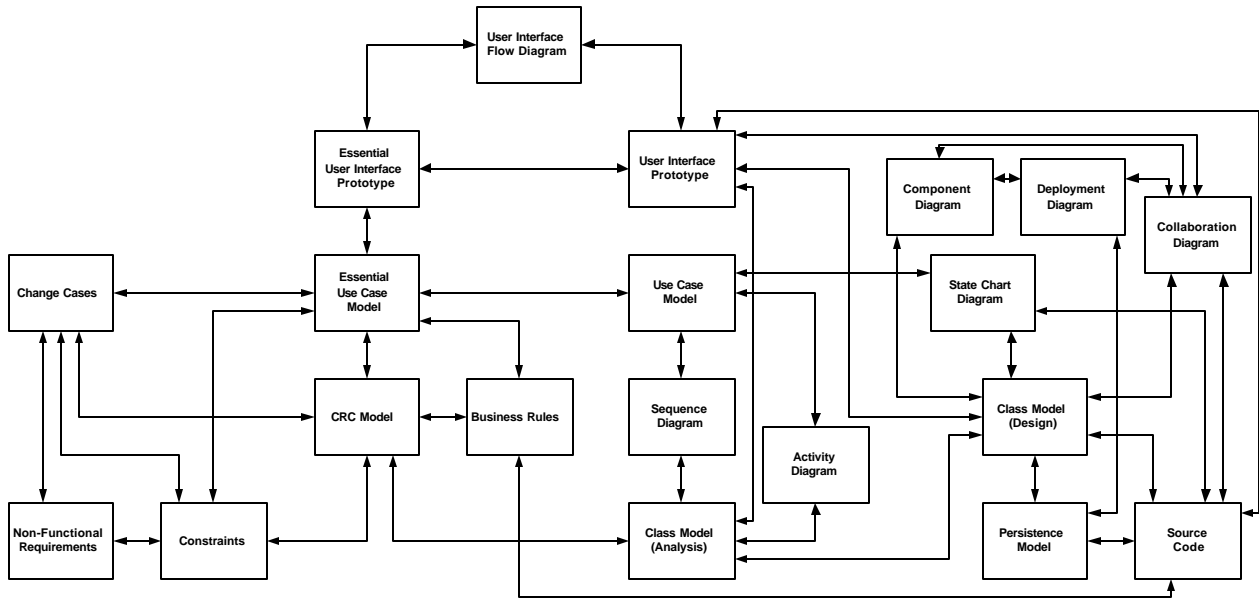 User Interface
Flow Diagram
Essential
User Interface
Prototype
User Interface
Prototype
Component
Diagram
Deployment
Diagram
Collaboration
Diagram
Change Cases
Essential
Use Case
Model
Use Case
Model
State Chart
Diagram
CRC Model
Business Rules
Sequence
Diagram
Class Model
(Design)
Activity
Diagram
Non-Functional
Requirements
Constraints
Class Model
(Analysis)
Persistence
Model
Source
Code